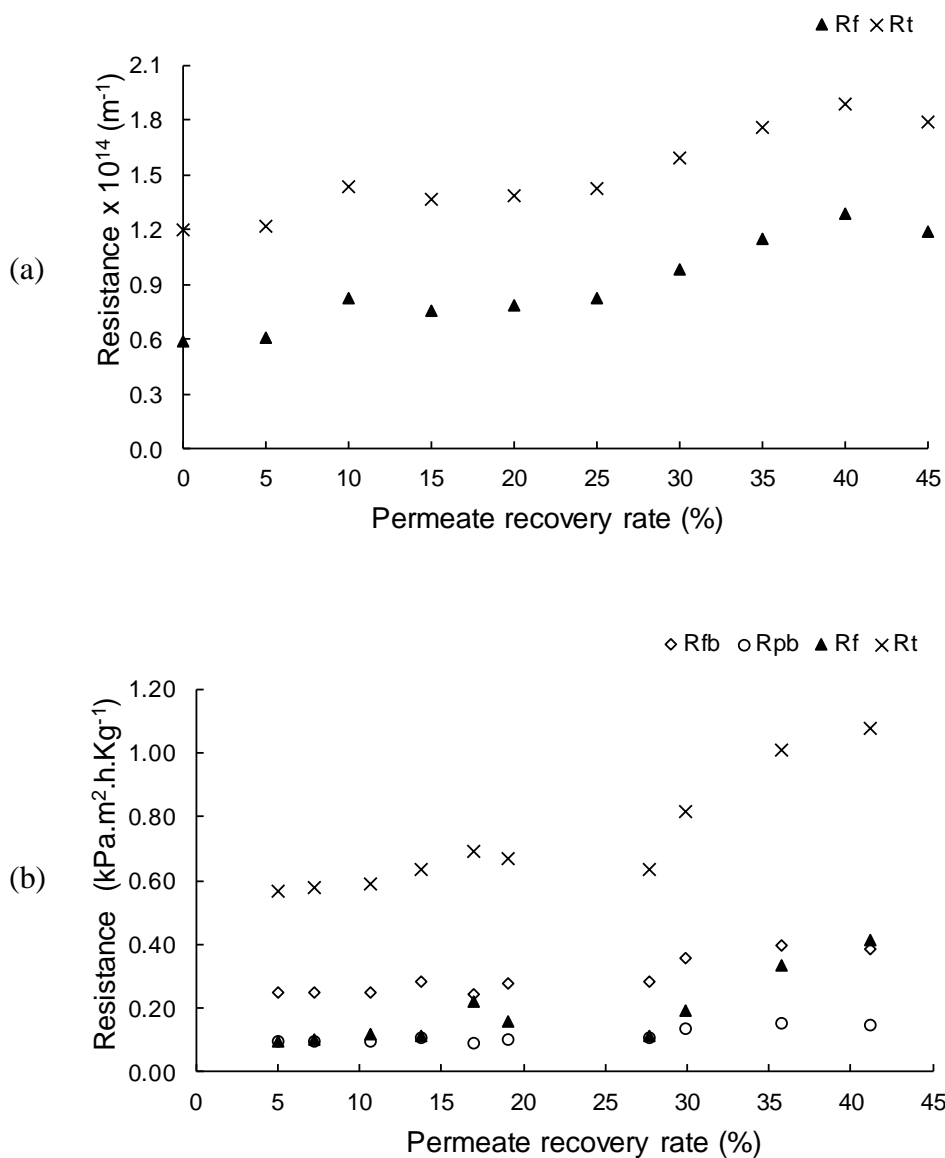 ▲ Rf × Rt
2.1
1.8
1.5
1.2
0.9
0.6
0.3
0.0
Resistance x 10¹⁴ (m⁻¹)
(a)
0 5 10 15 20 25 30 35 40 45
Permeate recovery rate (%)
◇ Rfb ○ Rpb ▲ Rf × Rt
1.20
1.00
0.80
0.60
0.40
0.20
0.00
Resistance (kPa.m².h.Kg⁻¹)
(b)
0 5 10 15 20 25 30 35 40 45
Permeate recovery rate (%)